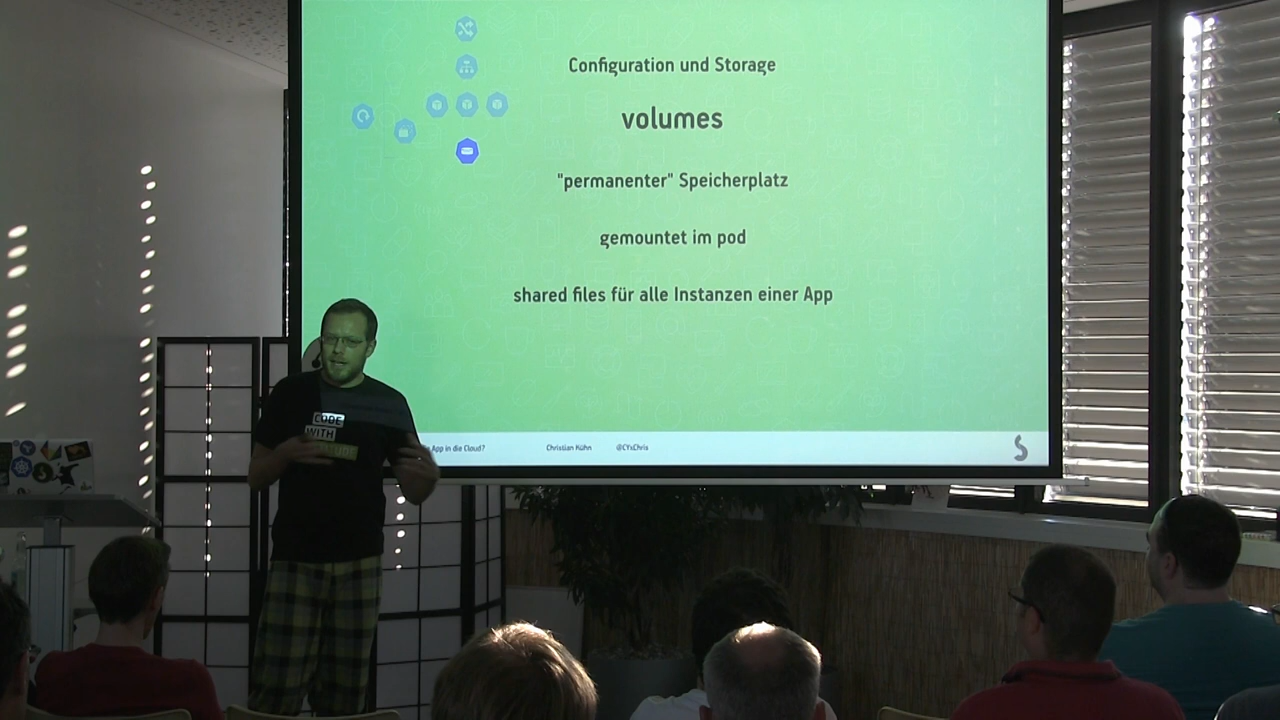 Configuration und Storage
volumes
"permanenter" Speicherplatz
gemountet im pod
shared files für alle Instanzen einer App
CODE
WITH
App in die Cloud?
Christian Kühn
@CYxChris